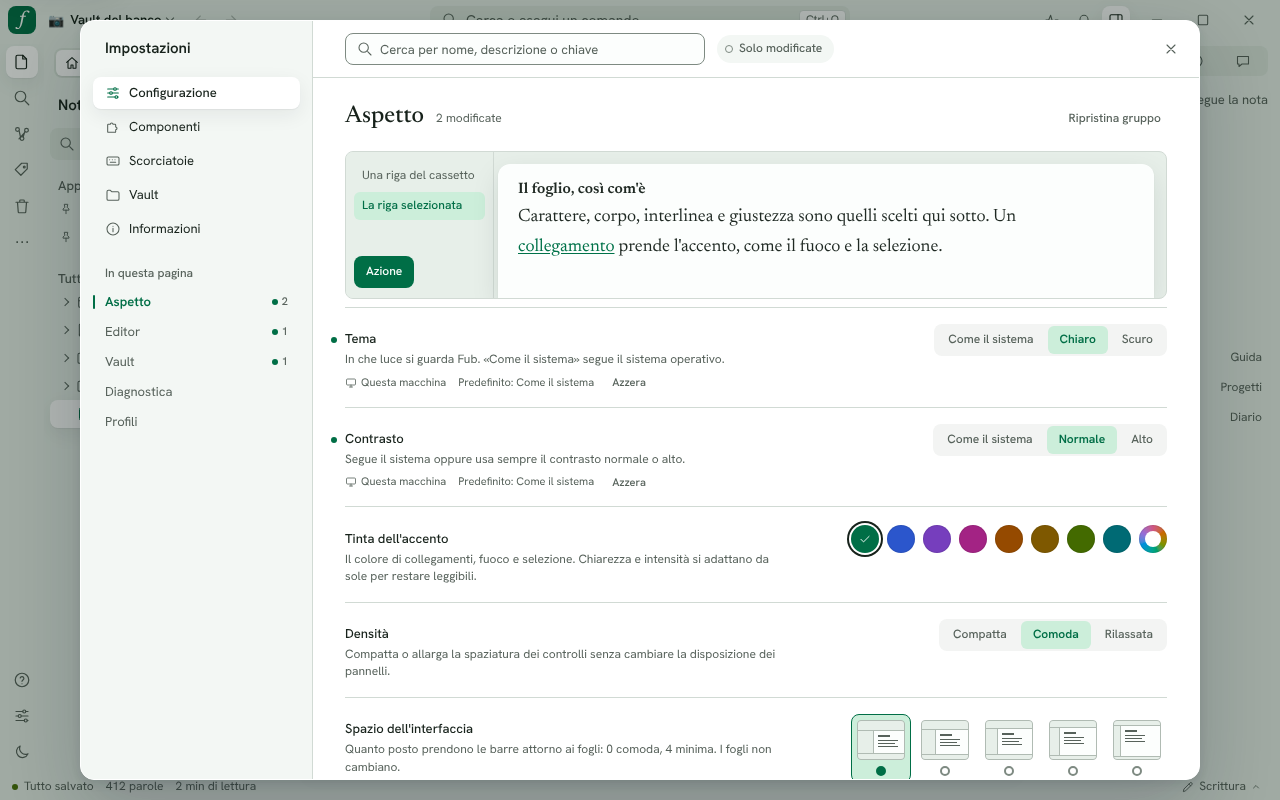 Vault del banco
Cerca o esegui un comando
Impostazioni
Cerca per nome, descrizione o chiave
Solo modificate
Configurazione
Componenti
Scorciatoie
Vault
Informazioni
In questa pagina
Aspetto 2
Editor 1
Vault 1
Diagnostica
Profili
Aspetto 2 modificate
Ripristina gruppo
Una riga del cassetto
La riga selezionata
Azione
Il foglio, così com'è
Carattere, corpo, interlinea e giustezza sono quelli scelti qui sotto. Un
collegamento prende l'accento, come il fuoco e la selezione.
Tema
In che luce si guarda Fub. «Come il sistema» segue il sistema operativo.
Questa macchina Predefinito: Come il sistema Azzera
Come il sistema Chiaro Scuro
Contrasto
Segue il sistema oppure usa sempre il contrasto normale o alto.
Questa macchina Predefinito: Come il sistema Azzera
Come il sistema Normale Alto
Tinta dell'accento
Il colore di collegamenti, fuoco e selezione. Chiarezza e intensità si adattano da
sole per restare leggibili.
Densità
Compatta o allarga la spaziatura dei controlli senza cambiare la disposizione dei
pannelli.
Compatta Comoda Rilassata
Spazio dell'interfaccia
Quanto posto prendono le barre attorno ai fogli: 0 comoda, 4 minima. I fogli non
cambiano.
egue la nota
Guida
Progetti
Diario
Tutto salvato 412 parole 2 min di lettura
Scrittura